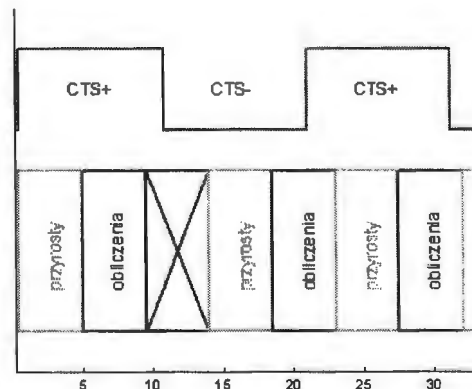 CTS+ CTS- CTS+
przyrosty obliczenia przyrosty obliczenia przyrosty obliczenia
5 10 15 20 25 30